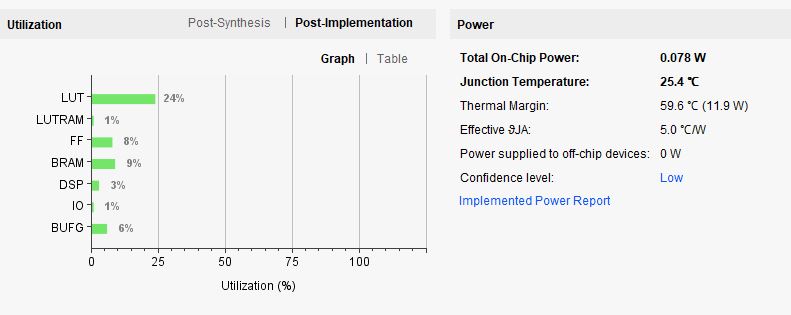 Utilization
Post-Synthesis | Post-Implementation
Graph | Table
LUT 24%
LUTRAM 1%
FF 8%
BRAM 9%
DSP 3%
IO 1%
BUFG 6%
0 25 50 75 100
Utilization (%)
Power
Total On-Chip Power: 0.078 W
Junction Temperature: 25.4 ℃
Thermal Margin: 59.6 ℃ (11.9 W)
Effective ϑJA: 5.0 ℃/W
Power supplied to off-chip devices: 0 W
Confidence level: Low
Implemented Power Report